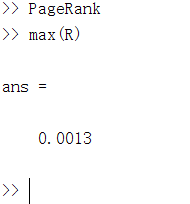 >> PageRank
>> max(R)
ans =
0.0013
>>